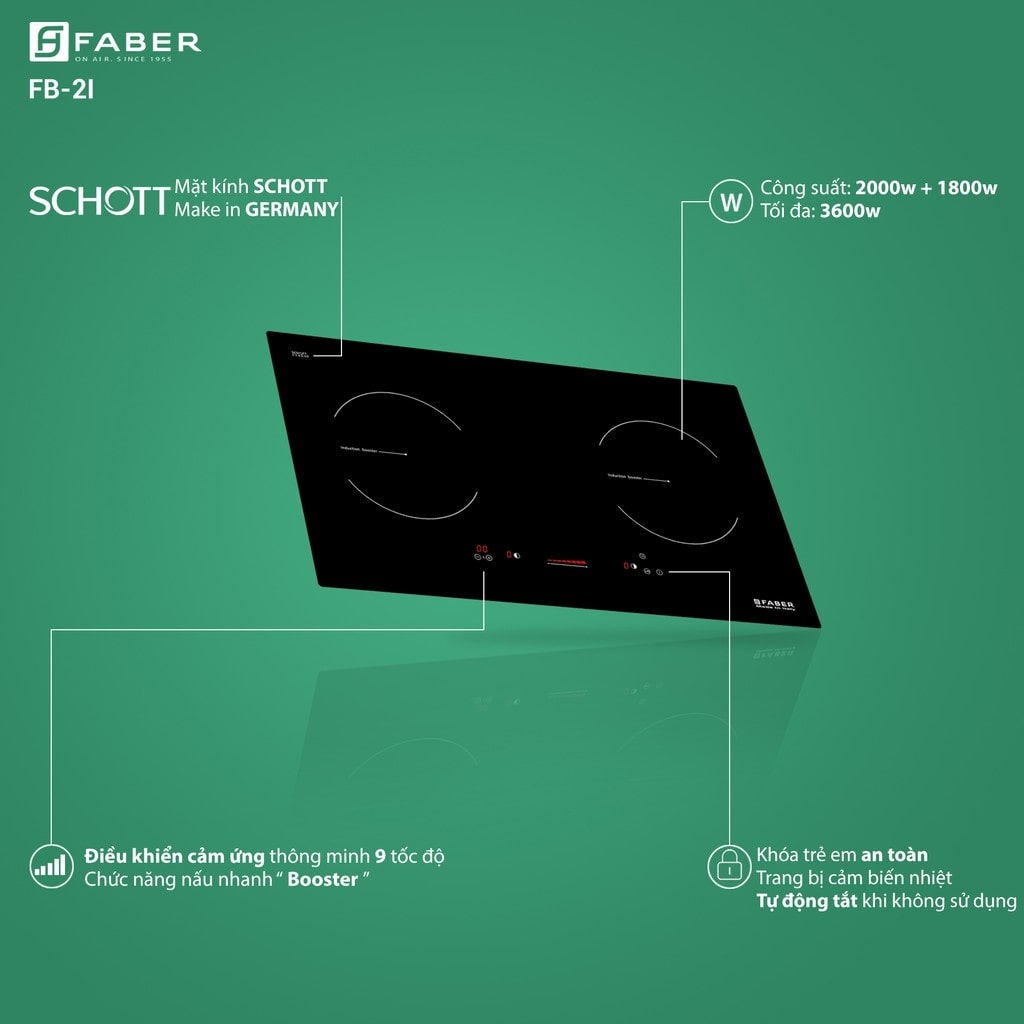 FABER
ON AIR. SINCE 1955
FB-2I
SCHOTT
Mặt kính SCHOTT
Make in GERMANY
W
Công suất: 2000w + 1800w
Tối đa: 3600w
SCHOTT
Induction booster
Induction booster
00
0
0
FABER
Made in Italy
Điều khiển cảm ứng thông minh 9 tốc độ
Chức năng nấu nhanh “ Booster ”
Khóa trẻ em an toàn
Trang bị cảm biến nhiệt
Tự động tắt khi không sử dụng